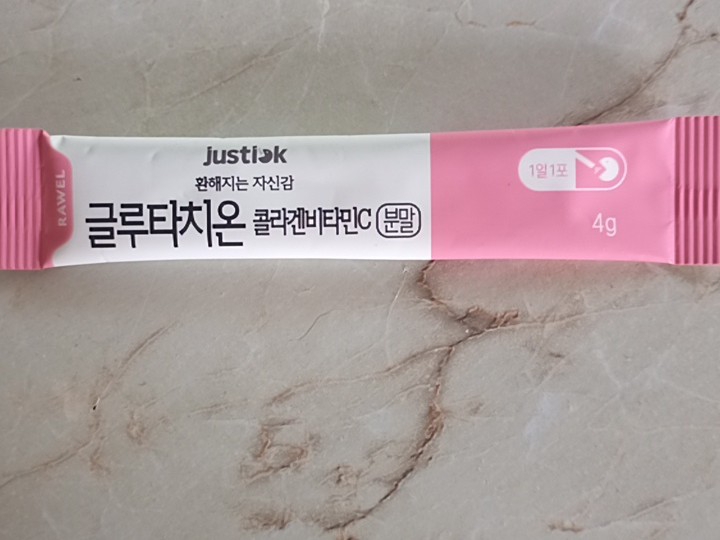 RAWEL
justiok
환해지는 자신감
글루타치온 콜라겐비타민C 분말
1일1포
4g